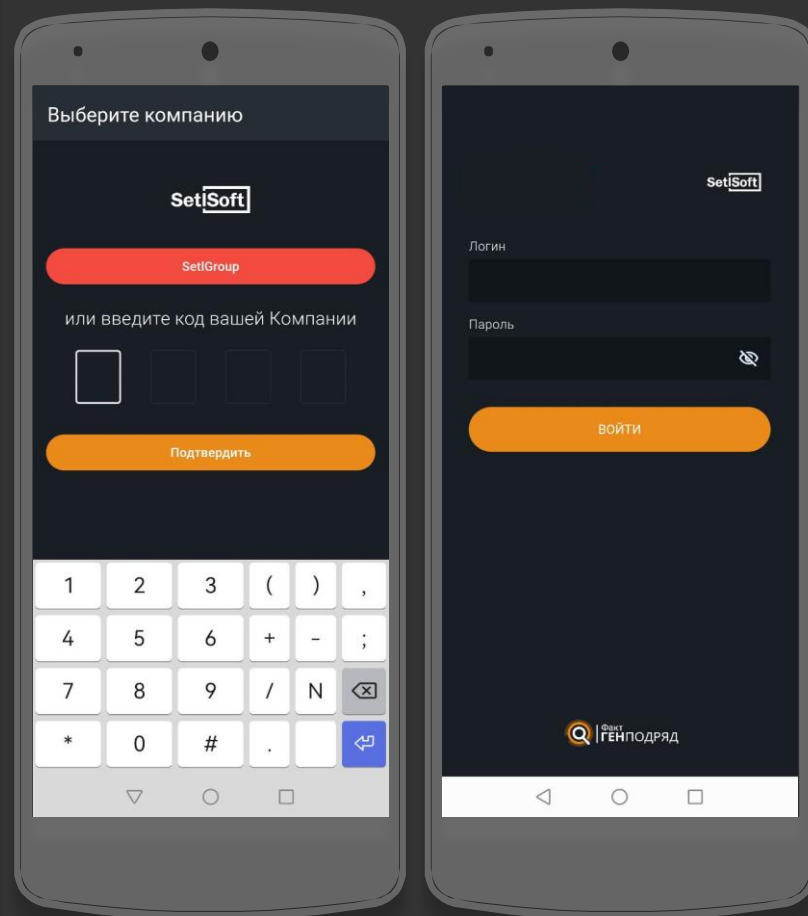 Выберите компанию
SetlSoft
SetlGroup
или введите код вашей Компании
Подтвердить
1 2 3 ( ) ,
4 5 6 + - ;
7 8 9 / N
* 0 # .
SetlSoft
Логин
Пароль
ВОЙТИ
Факт
ГЕНПОДРЯД